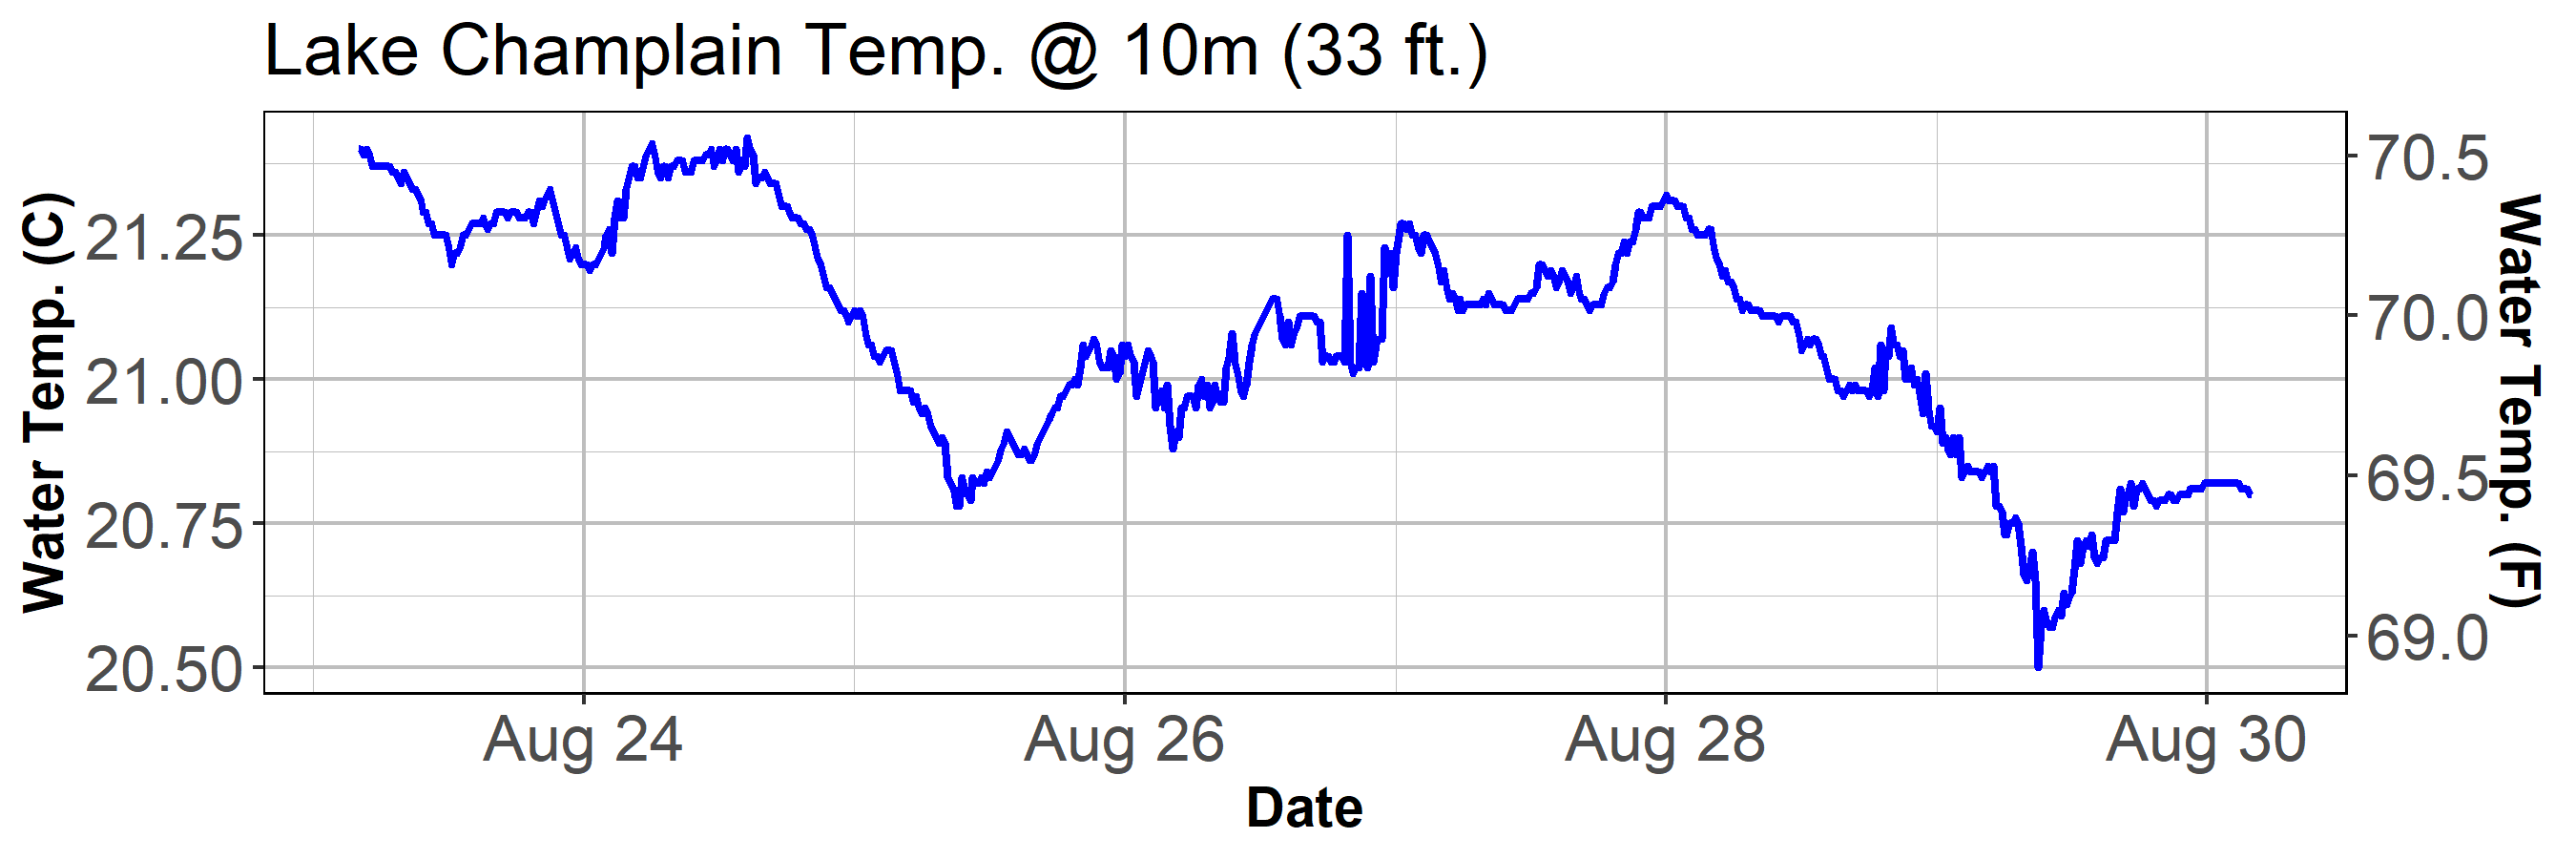 Lake Champlain Temp. @ 10m (33 ft.)
Water Temp. (C)
21.25
21.00
20.75
20.50
70.5
70.0
69.5
69.0
Water Temp. (F)
Aug 24
Aug 26
Aug 28
Aug 30
Date